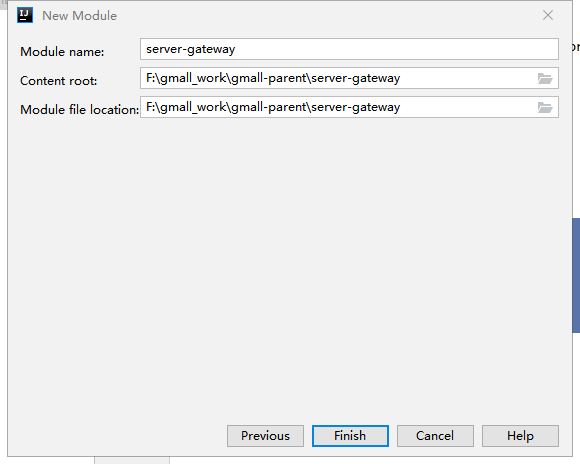 New Module
Module name: server-gateway
Content root: F:\gmall_work\gmall-parent\server-gateway
Module file location: F:\gmall_work\gmall-parent\server-gateway
Previous Finish Cancel Help